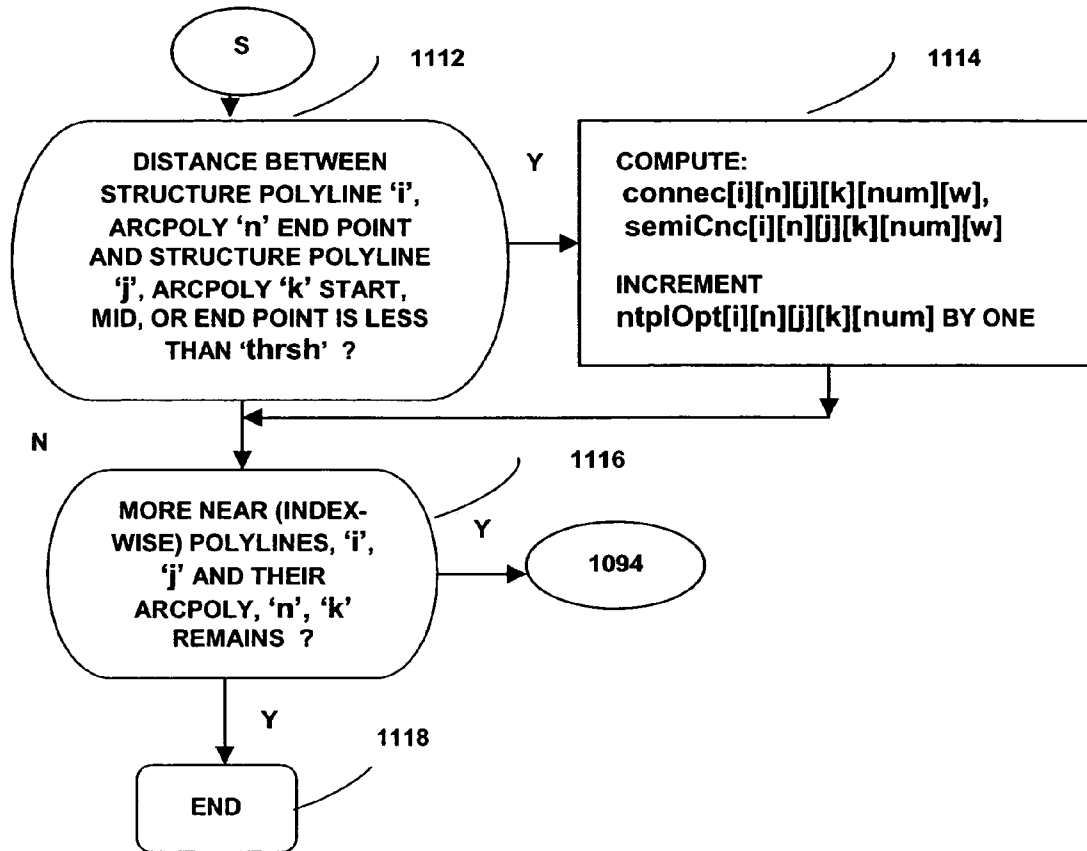 S
1112
1114
DISTANCE BETWEEN
STRUCTURE POLYLINE ‘i’,
ARCPOLY ‘n’ END POINT
AND STRUCTURE POLYLINE
‘j’, ARCPOLY ‘k’ START,
MID, OR END POINT IS LESS
THAN ‘thrsh’ ?
Y
COMPUTE:
connec[i][n][j][k][num][w],
semiCnc[i][n][j][k][num][w]
INCREMENT
ntplOpt[i][n][j][k][num] BY ONE
N
1116
MORE NEAR (INDEX-
WISE) POLYLINES, ‘i’,
‘j’ AND THEIR
ARCPOLY, ‘n’, ‘k’
REMAINS ?
Y
1094
Y
1118
END